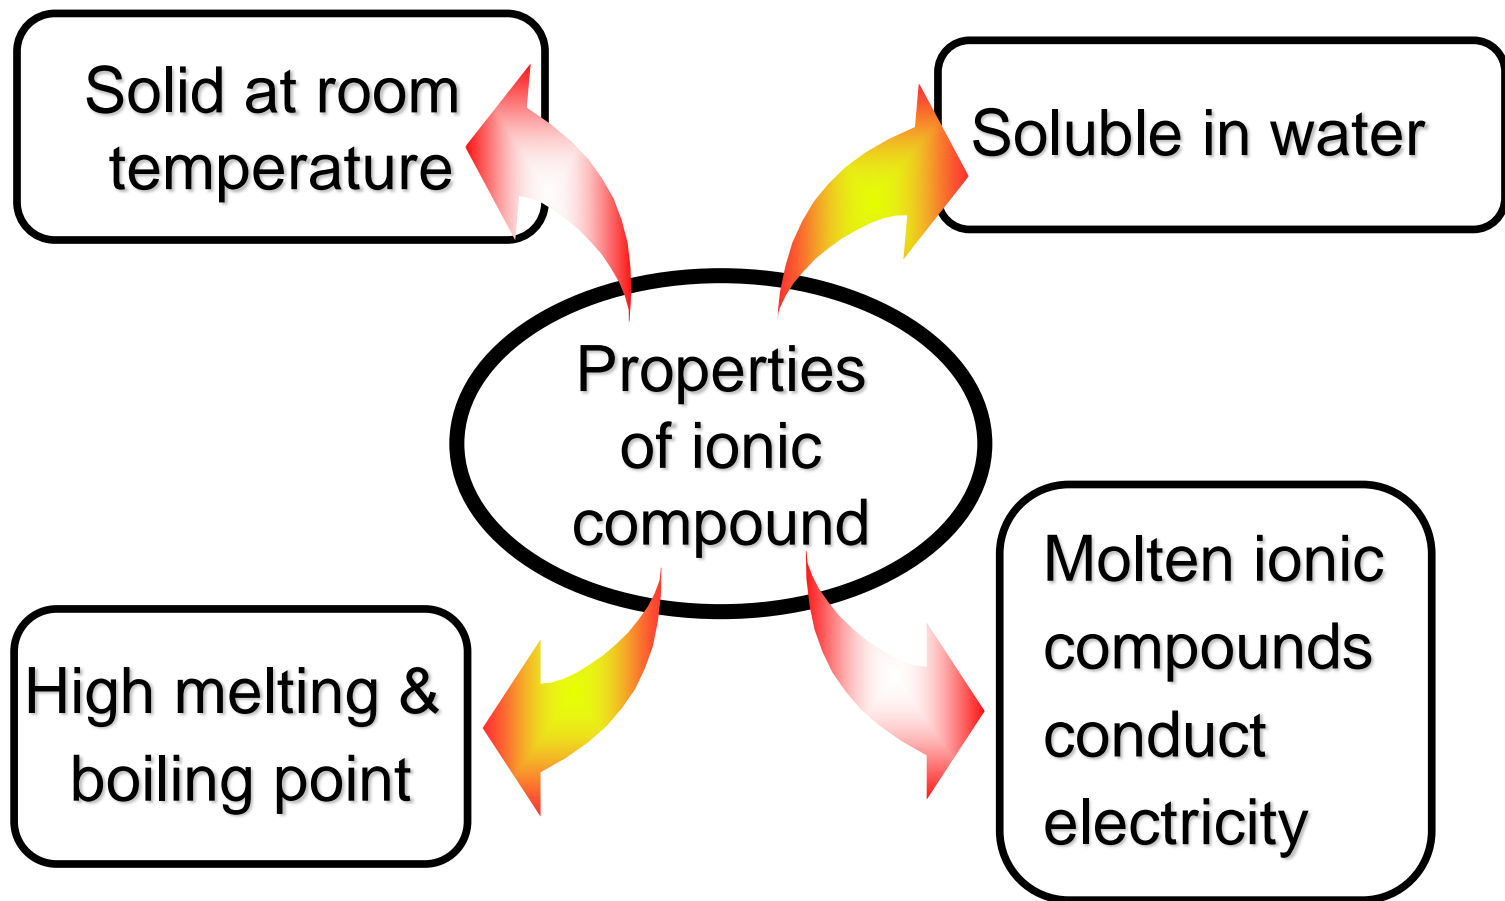 Solid at room
temperature
Soluble in water
Properties
of ionic
compound
High melting &
boiling point
Molten ionic
compounds
conduct
electricity